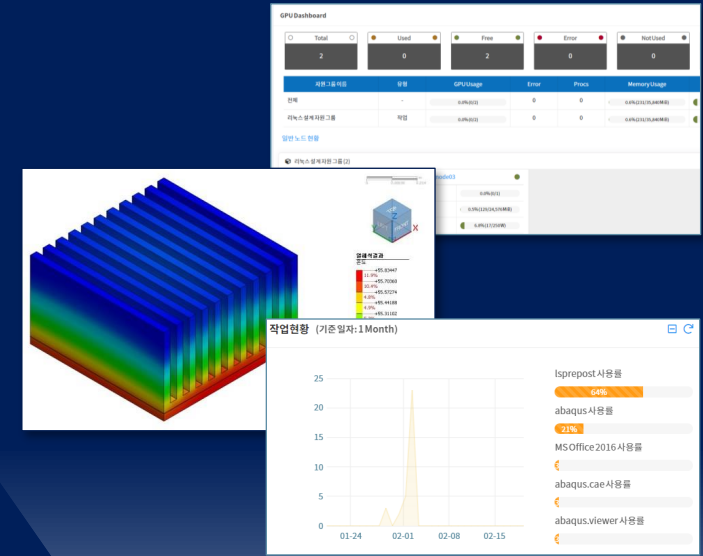 GPU Dashboard
Total
Used
Free
Error
Not Used
2
0
2
0
0
자원그룹이름 유형 GPU Usage Error Procs Memory Usage
전체 - 0.0% (0/2) 0 0 0.6% (231/35,840MiB)
리눅스설계자원그룹 작업 0.0% (0/2) 0 0 0.6% (231/35,840MiB)
일반노드현황
리눅스설계자원그룹 (2)
node03
0.0% (0/1)
0.5% (120/24,576MiB)
6.8% (17/250W)
Z
Y
X
열해석결과
온도
+55.83447
11.9%
+55.70360
10.4%
+55.57274
4.8%
+55.44188
4.9%
+55.31102
작업현황 (기준일자: 1 Month)
25
20
15
10
5
0
01-24 02-01 02-08 02-15
lsprepost 사용률
64%
abaqus 사용률
21%
MS Office 2016 사용률
abaqus.cae 사용률
abaqus.viewer 사용률